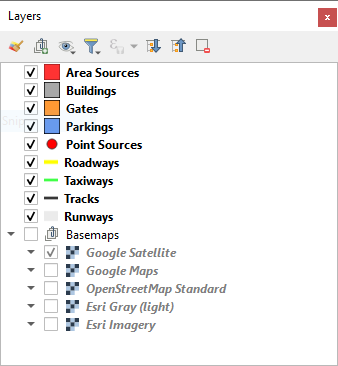 Layers
Area Sources
Buildings
Gates
Parkings
Point Sources
Roadways
Taxiways
Tracks
Runways
Basemaps
Google Satellite
Google Maps
OpenStreetMap Standard
Esri Gray (light)
Esri Imagery